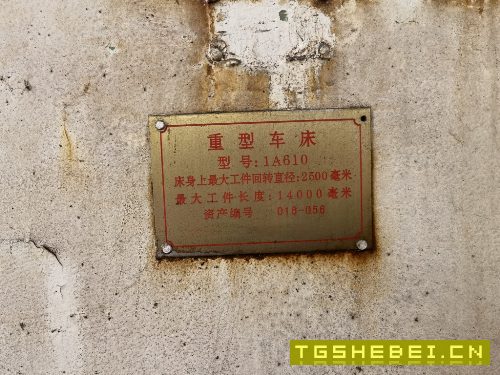 重型车床
型号:1A610
床身上最大工件回转直径:2500毫米
最大工件长度:14000毫米
资产编号 016-056
TGSHEBEI.CN